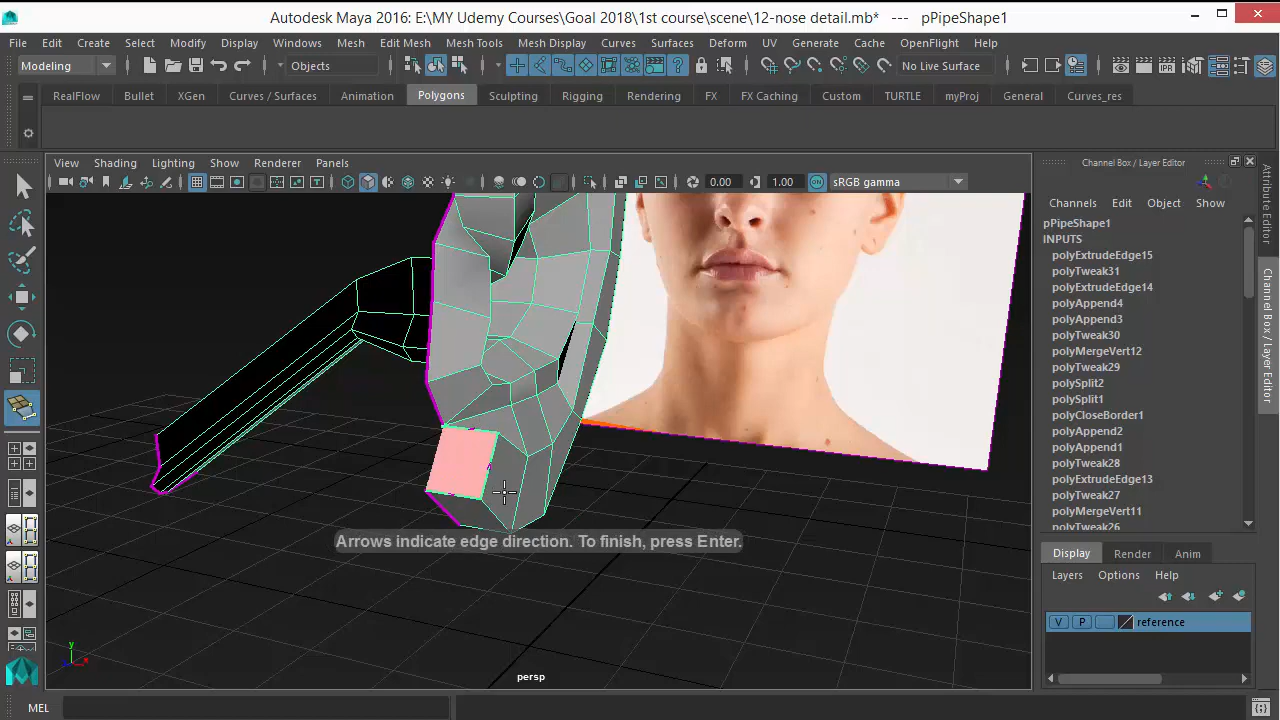 Autodesk Maya 2016: E:\MY Udemy Courses\Goal 2018\1st course\scene\12-nose detail.mb* --- pPipeShape1
File Edit Create Select Modify Display Windows Mesh Edit Mesh Mesh Tools Mesh Display Curves Surfaces Deform UV Generate Cache OpenFlight Help
Modeling Objects No Live Surface
RealFlow Bullet XGen Curves / Surfaces Animation Polygons Sculpting Rigging Rendering FX FX Caching Custom TURTLE myProj General Curves_res
View Shading Lighting Show Renderer Panels
0.00 1.00 sRGB gamma
Arrows indicate edge direction. To finish, press Enter.
y
x
z
persp
Channel Box / Layer Editor
Channels Edit Object Show
pPipeShape1
INPUTS
polyExtrudeEdge15
polyTweak31
polyExtrudeEdge14
polyAppend4
polyAppend3
polyTweak30
polyMergeVert12
polyTweak29
polySplit2
polySplit1
polyCloseBorder1
polyAppend2
polyAppend1
polyTweak28
polyExtrudeEdge13
polyTweak27
polyMergeVert11
polyTweak26
Display Render Anim
Layers Options Help
V P reference
Attribute Editor
Channel Box / Layer Editor
MEL